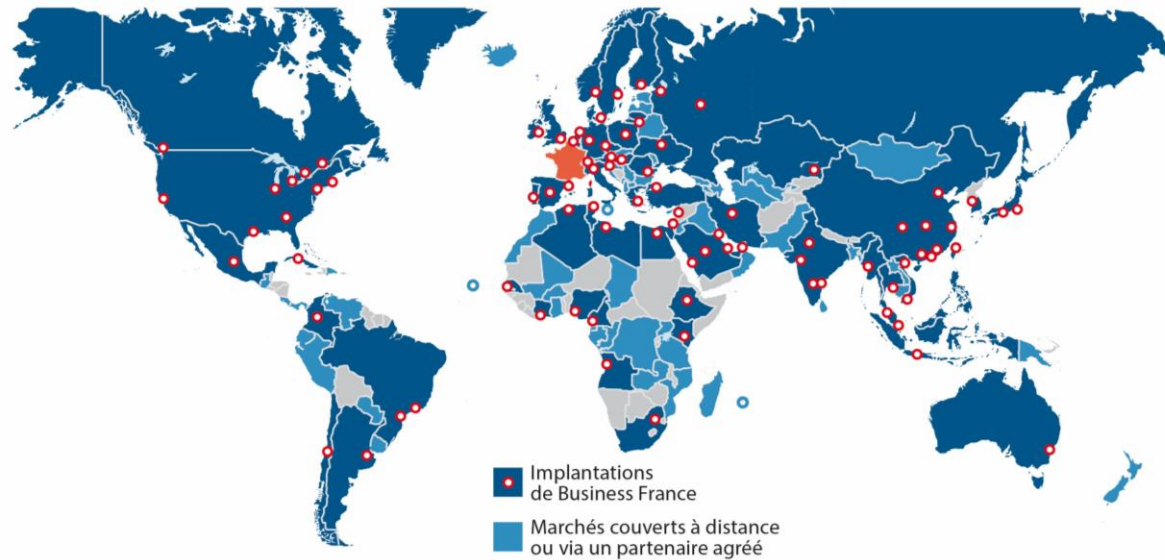 Implantations
de Business France
Marchés couverts à distance
ou via un partenaire agréé